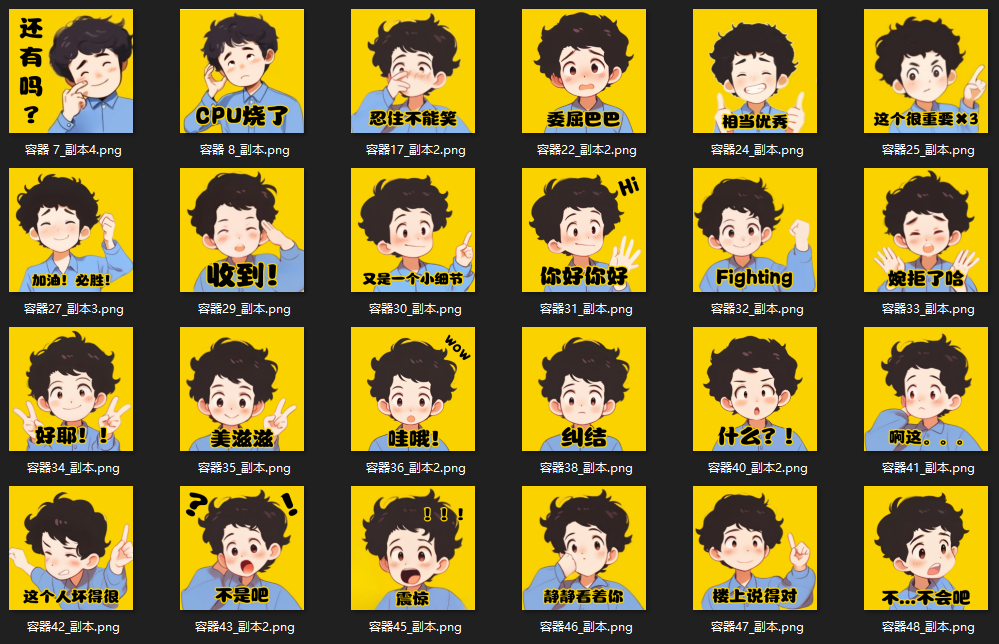 还有吗？
CPU烧了
忍住不能笑
委屈巴巴
相当优秀
这个很重要✖3
容器 7_副本4.png
容器 8_副本.png
容器17_副本2.png
容器22_副本2.png
容器24_副本.png
容器25_副本.png
加油！必胜！
收到！
又是一个小细节
Hi
你好你好
Fighting
婉拒了哈
容器27_副本3.png
容器29_副本.png
容器30_副本.png
容器31_副本.png
容器32_副本.png
容器33_副本.png
好耶！！
美滋滋
wow
哇哦！
纠结
什么？！
啊这。。。
容器34_副本.png
容器35_副本.png
容器36_副本2.png
容器38_副本.png
容器40_副本2.png
容器41_副本.png
这个人坏得很
？！
不是吧
！！！
震惊
静静看着你
楼上说得对
不...不会吧
容器42_副本.png
容器43_副本2.png
容器45_副本.png
容器46_副本.png
容器47_副本.png
容器48_副本.png